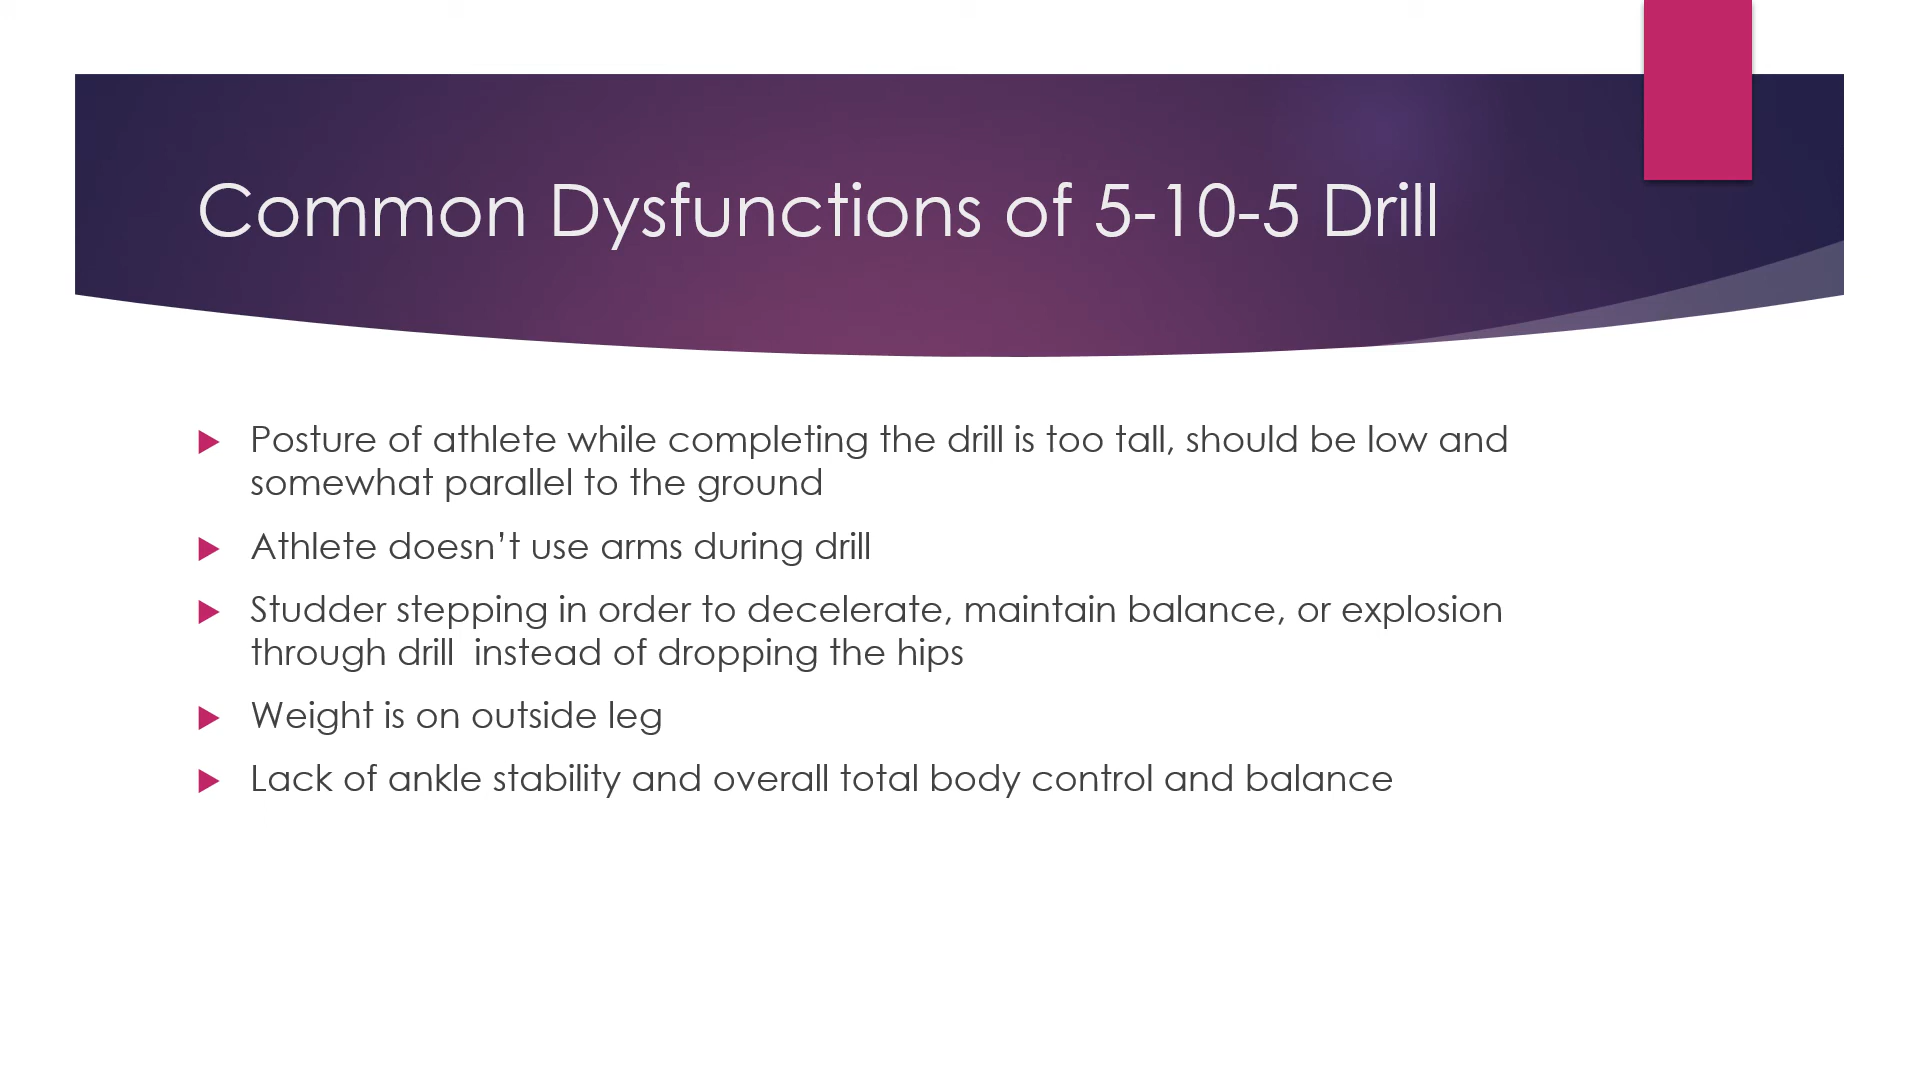 Common Dysfunctions of 5-10-5 Drill
Posture of athlete while completing the drill is too tall, should be low and
somewhat parallel to the ground
Athlete doesn’t use arms during drill
Studder stepping in order to decelerate, maintain balance, or explosion
through drill  instead of dropping the hips
Weight is on outside leg
Lack of ankle stability and overall total body control and balance